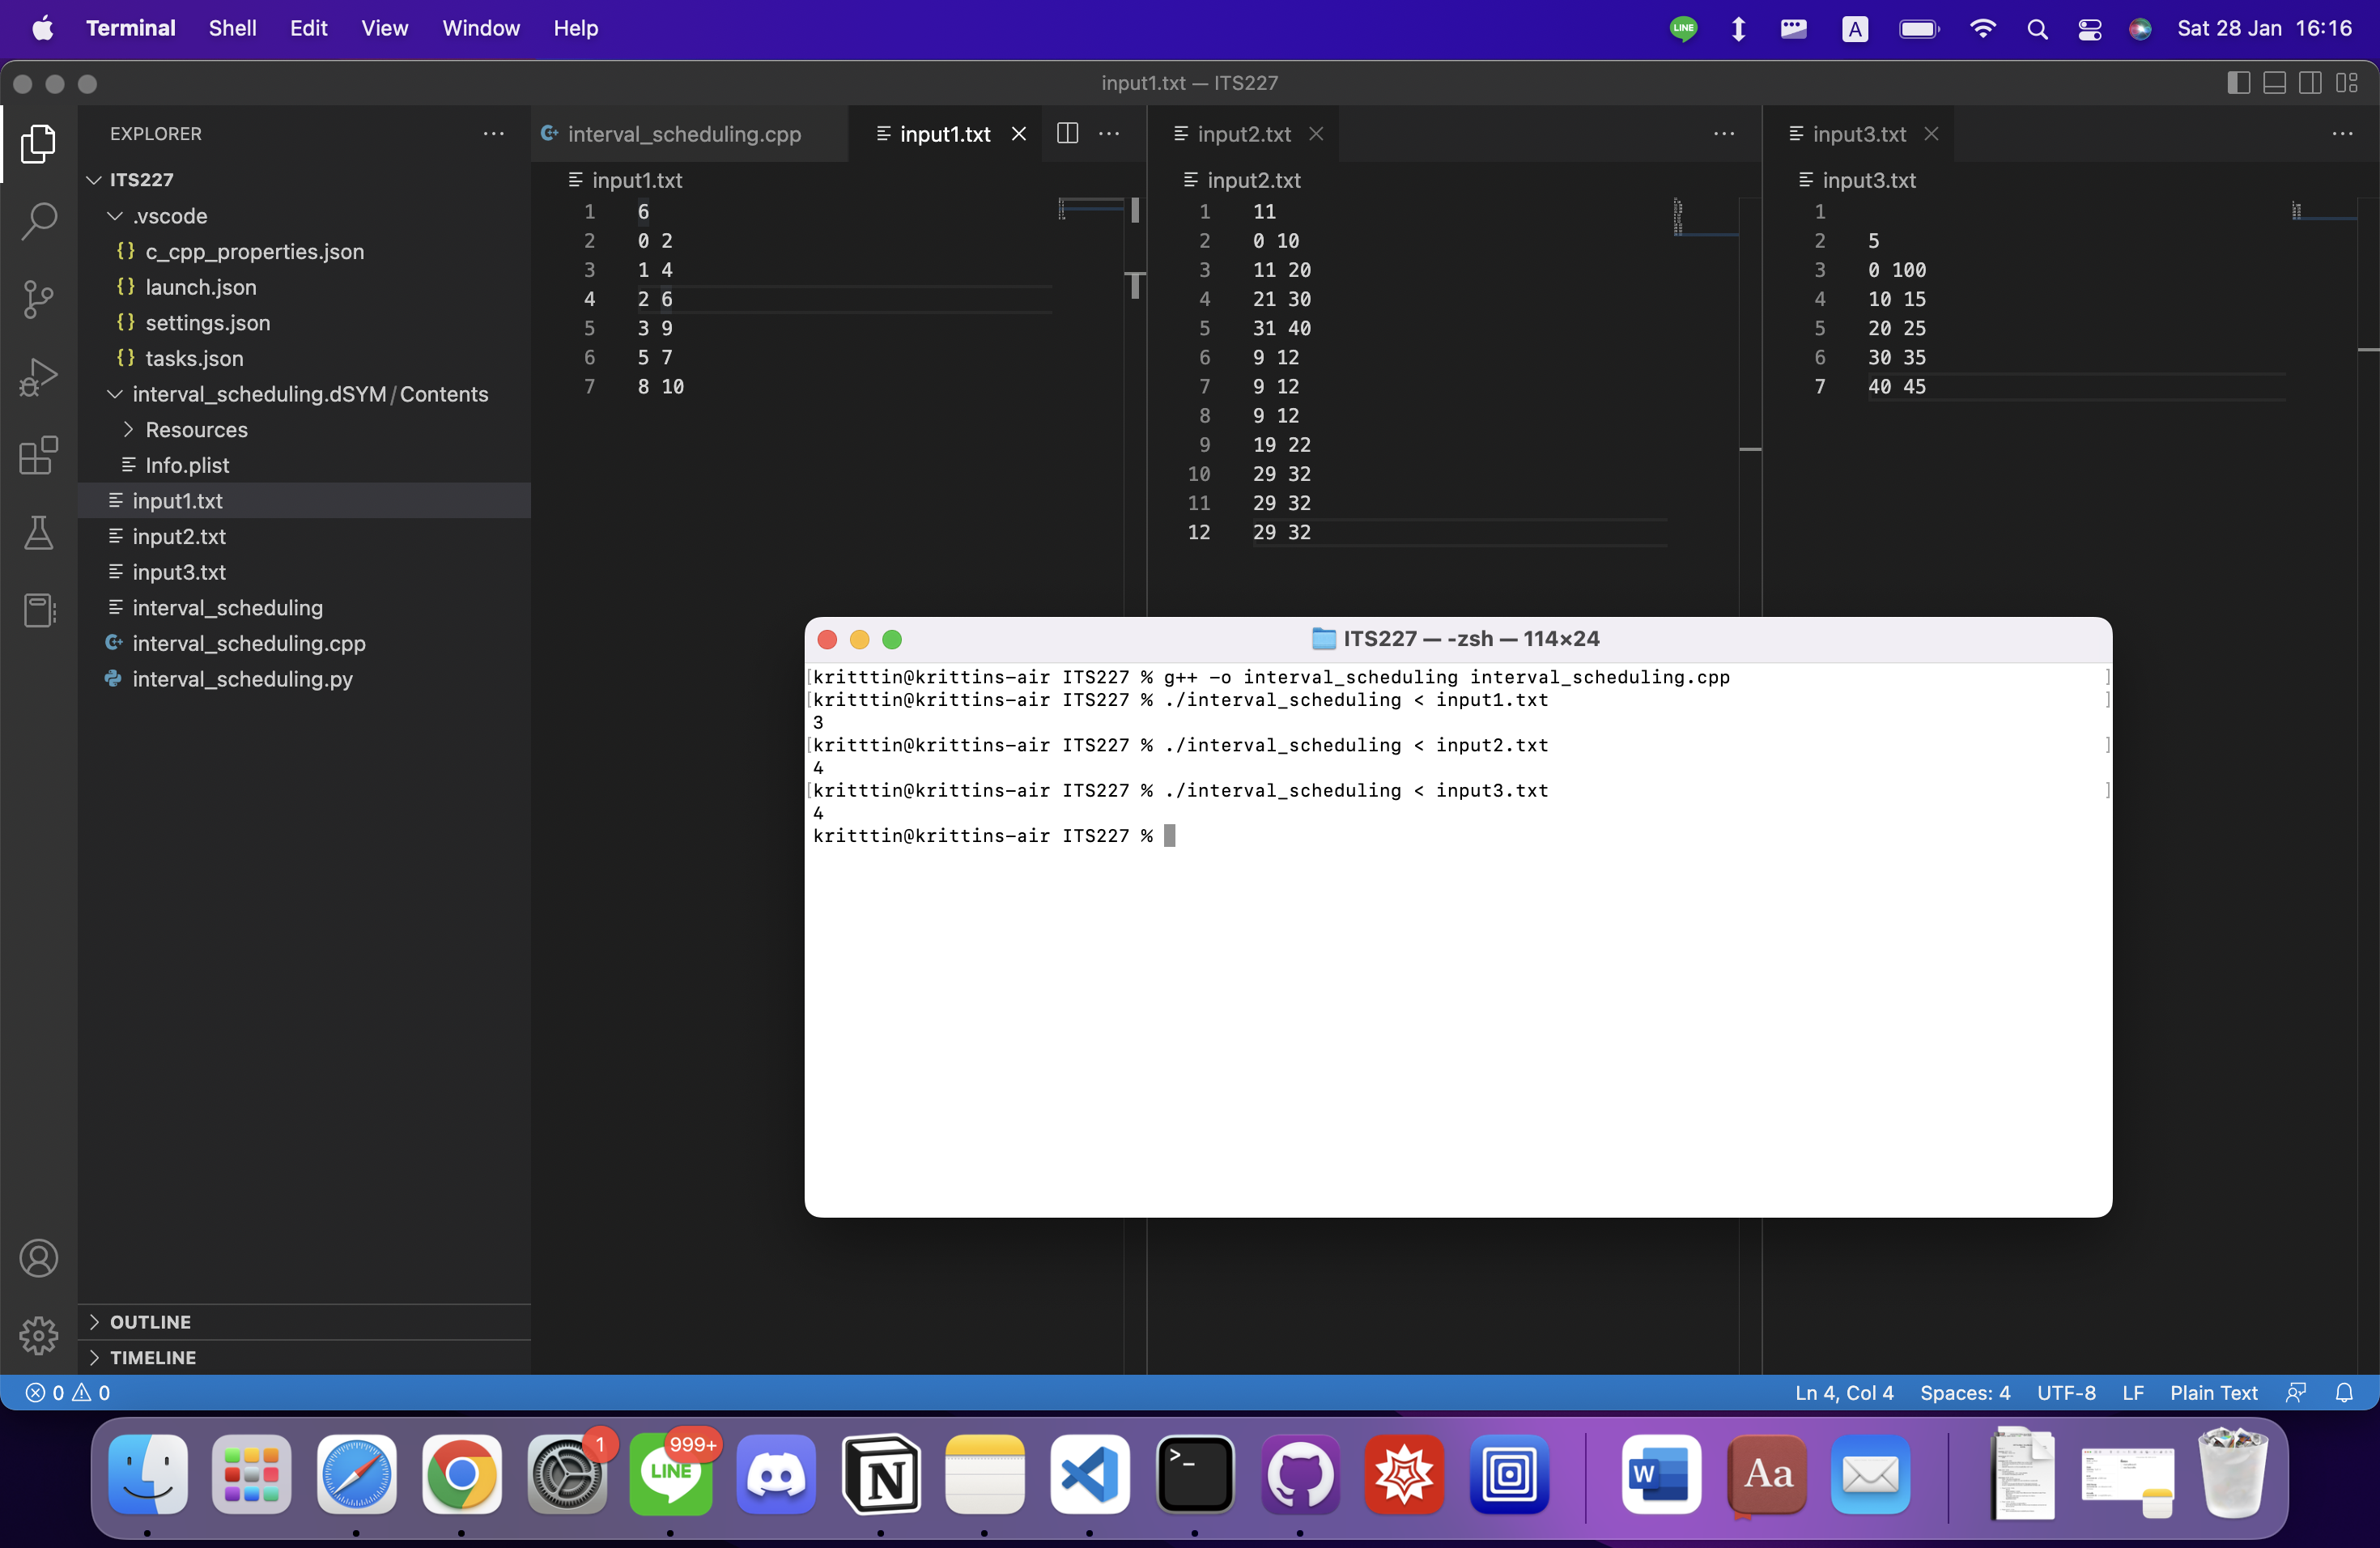 Terminal Shell Edit View Window Help
LINE A Sat 28 Jan 16:16
input1.txt — ITS227
EXPLORER
ITS227
.vscode
{} c_cpp_properties.json
{} launch.json
{} settings.json
{} tasks.json
interval_scheduling.dSYM/Contents
Resources
Info.plist
input1.txt
input2.txt
input3.txt
interval_scheduling
interval_scheduling.cpp
interval_scheduling.py
OUTLINE
TIMELINE
interval_scheduling.cpp input1.txt
input1.txt
1 6
2 0 2
3 1 4
4 2 6
5 3 9
6 5 7
7 8 10
input2.txt
input2.txt
1 11
2 0 10
3 11 20
4 21 30
5 31 40
6 9 12
7 9 12
8 9 12
9 19 22
10 29 32
11 29 32
12 29 32
input3.txt
input3.txt
1
2 5
3 0 100
4 10 15
5 20 25
6 30 35
7 40 45
ITS227 — -zsh — 114×24
[kritttin@krittins-air ITS227 % g++ -o interval_scheduling interval_scheduling.cpp ]
[kritttin@krittins-air ITS227 % ./interval_scheduling < input1.txt ]
3
[kritttin@krittins-air ITS227 % ./interval_scheduling < input2.txt ]
4
[kritttin@krittins-air ITS227 % ./interval_scheduling < input3.txt ]
4
kritttin@krittins-air ITS227 %
0 0
Ln 4, Col 4 Spaces: 4 UTF-8 LF Plain Text
1 999+
LINE N >_ W Aa